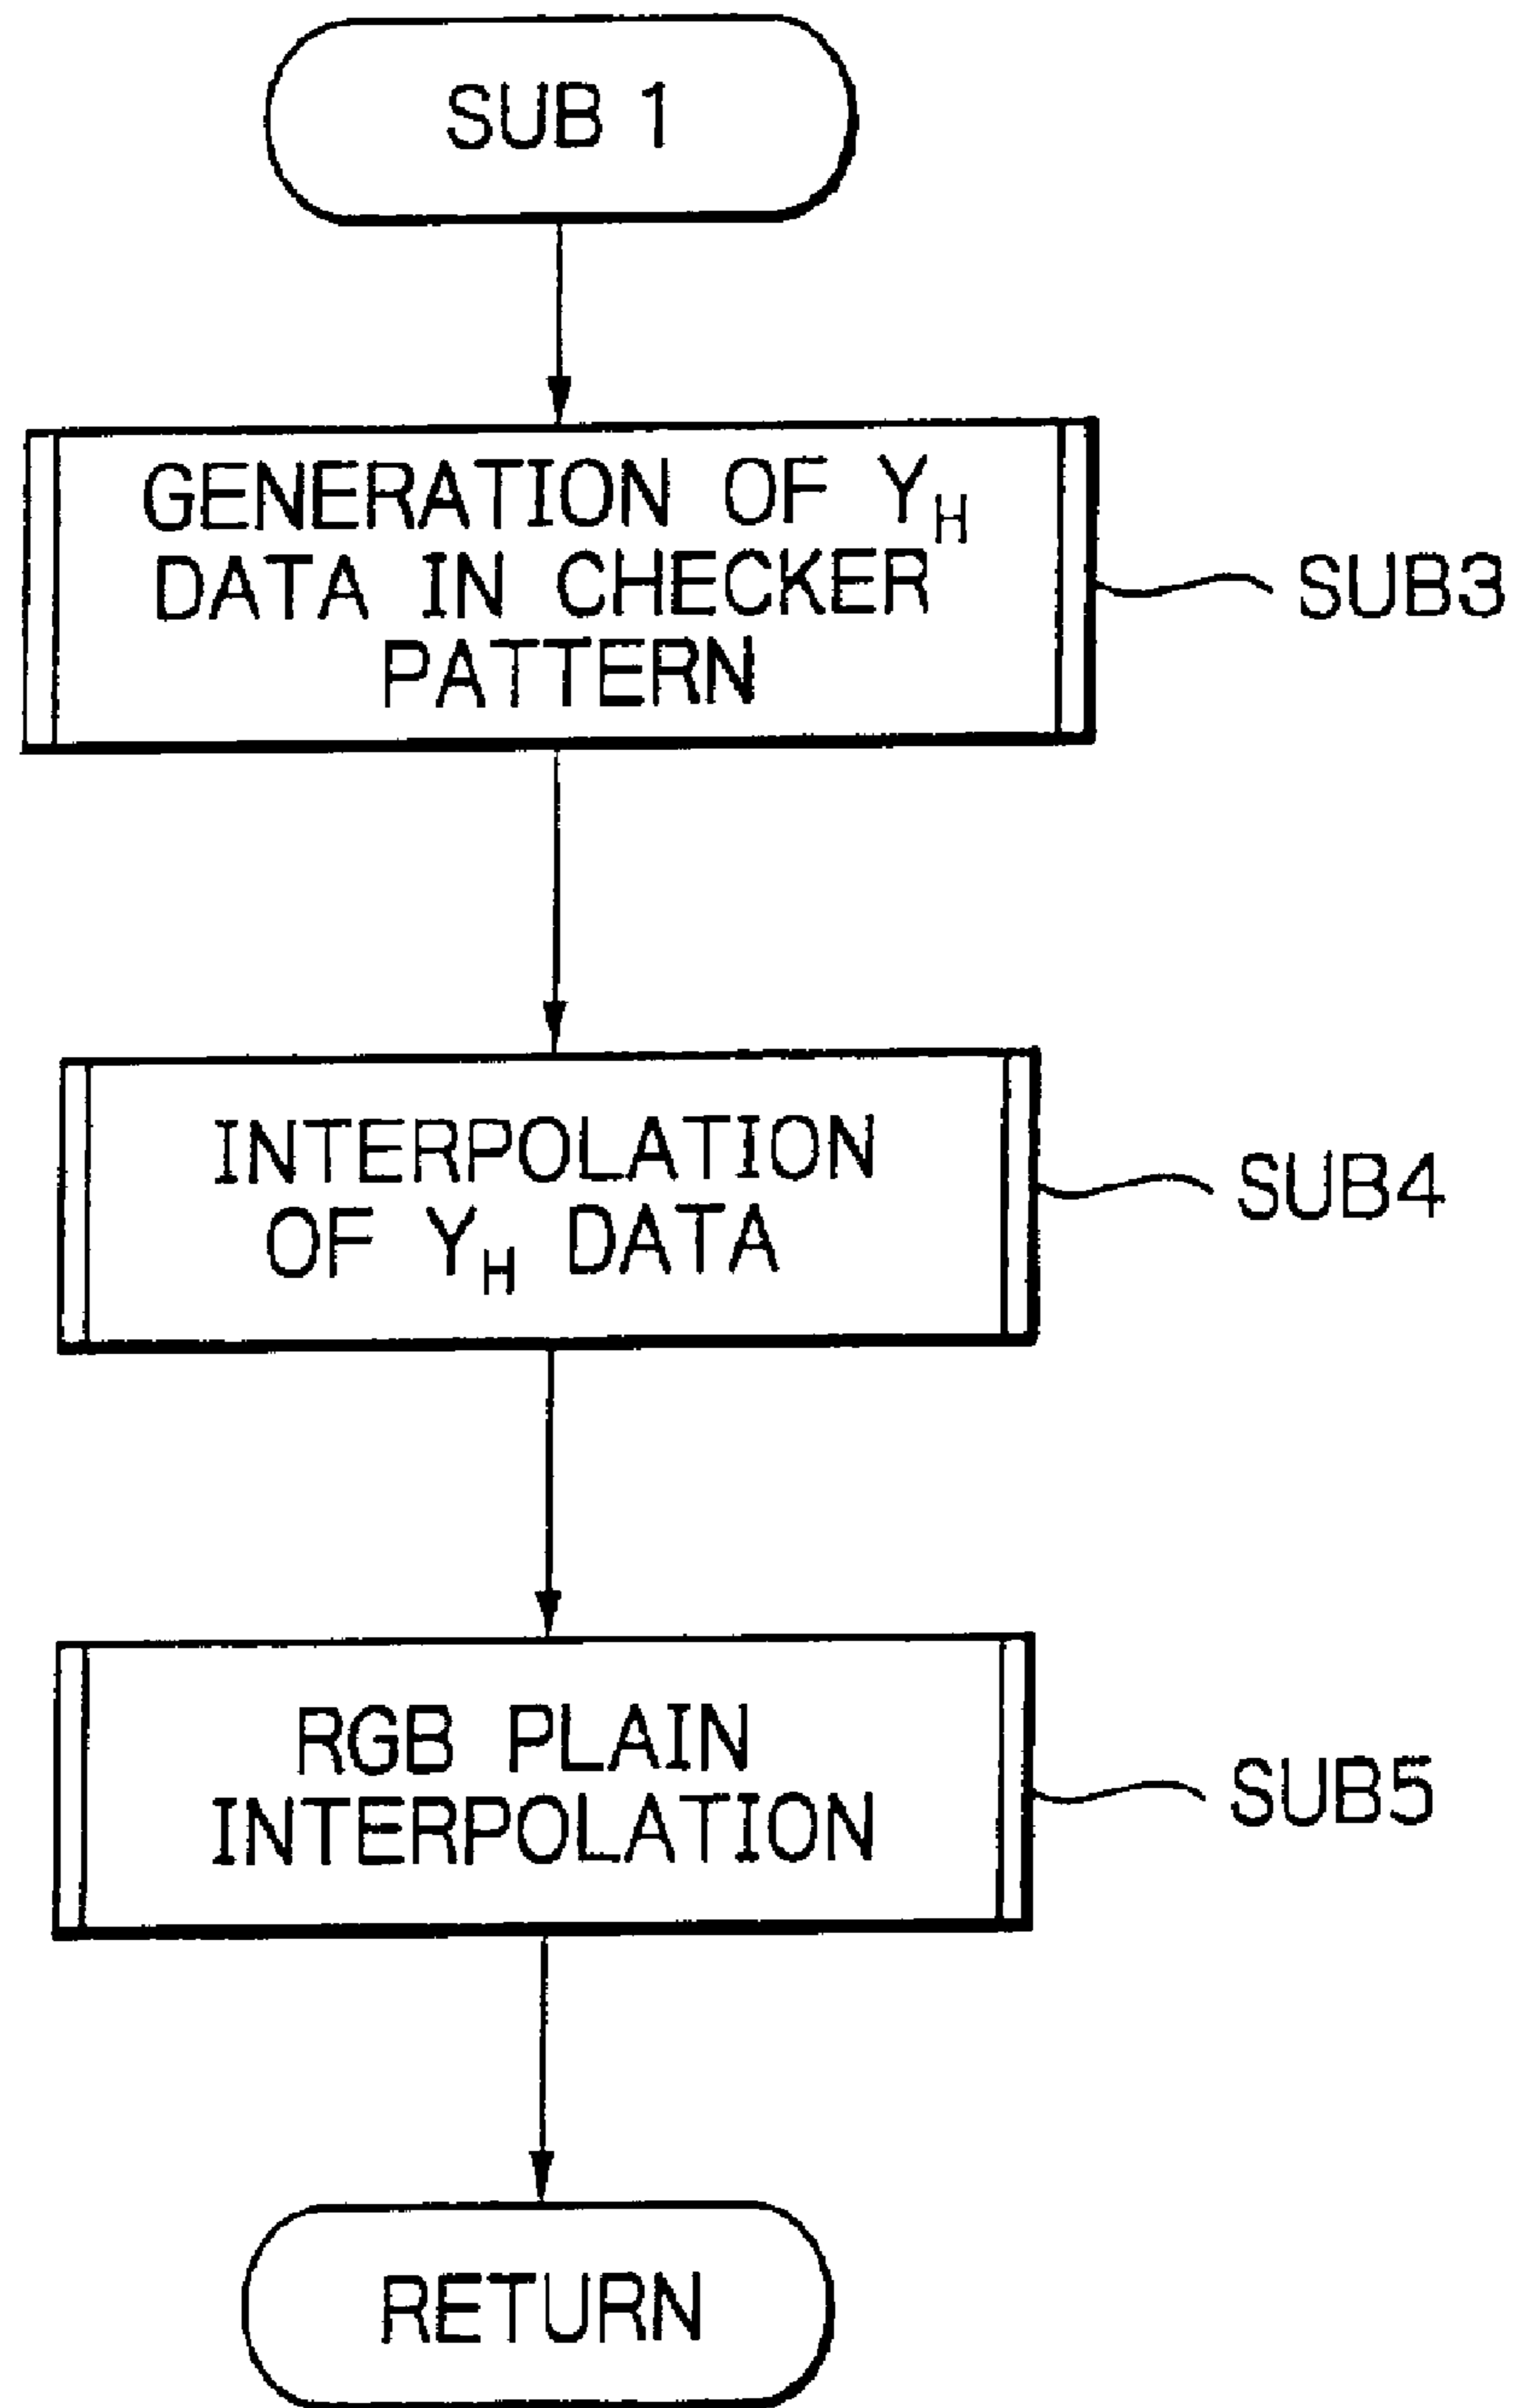 SUB 1
GENERATION OF Y_H
DATA IN CHECKER
PATTERN
SUB3
INTERPOLATION
OF Y_H DATA
SUB4
RGB PLAIN
INTERPOLATION
SUB5
RETURN